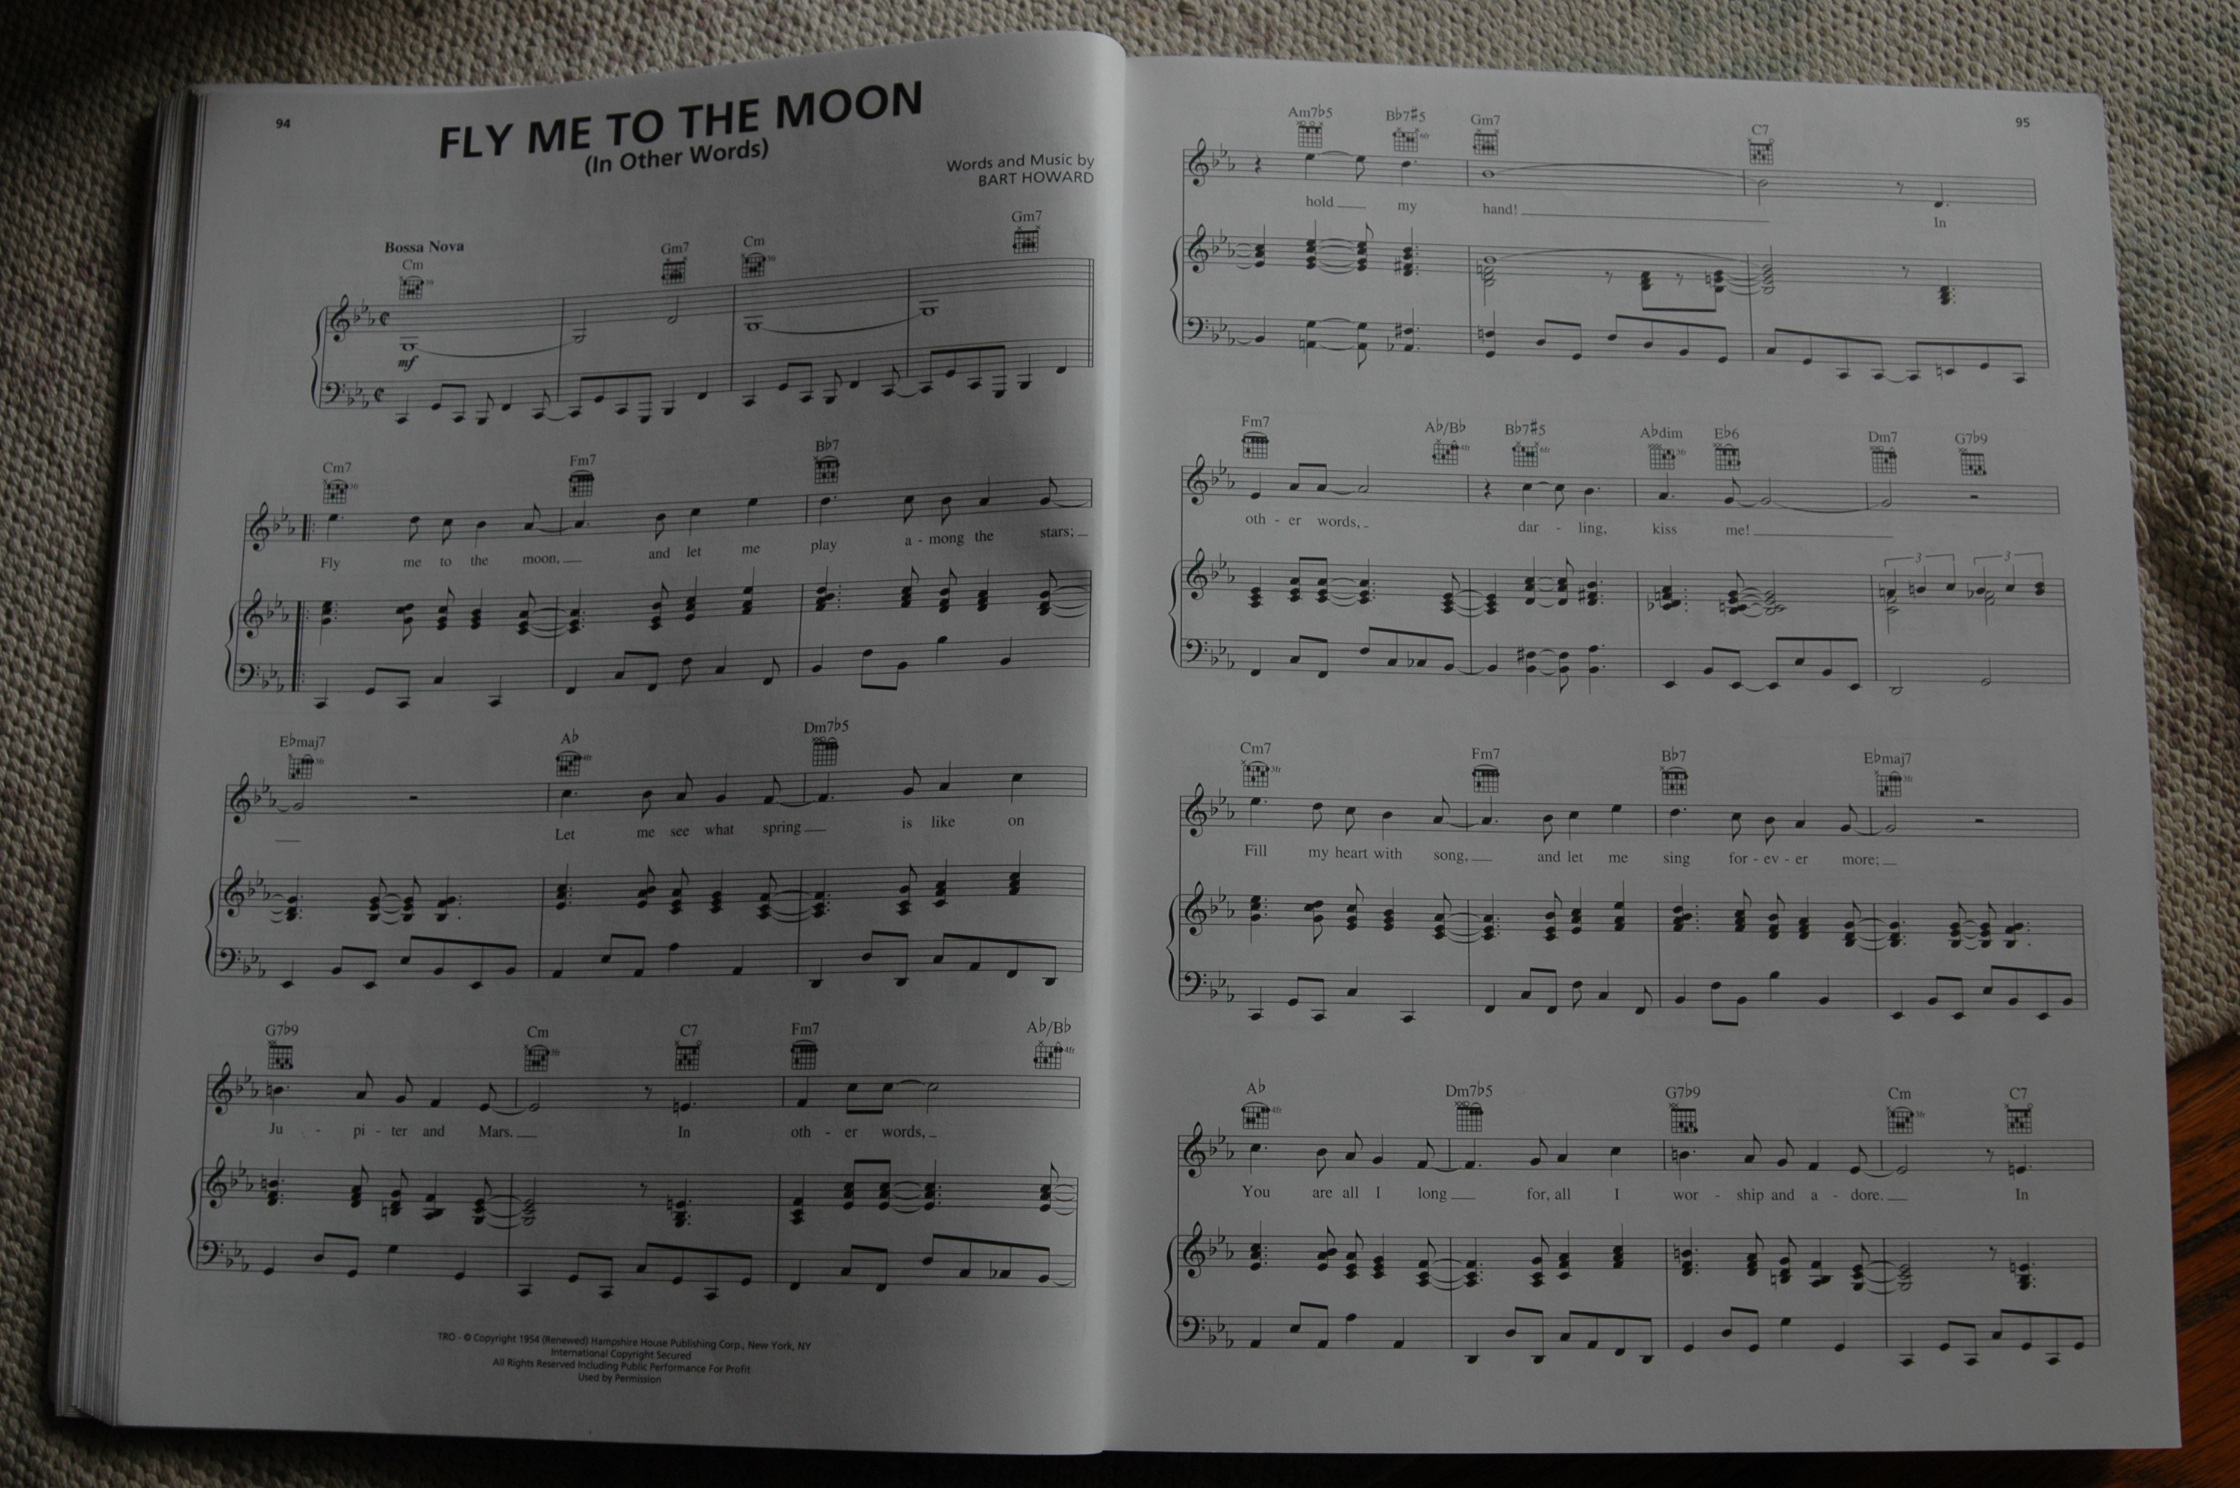 94
FLY ME TO THE MOON
(In Other Words)
Words and Music by
BART HOWARD
Bossa Nova
Cm Gm7 Cm Gm7
mf
Cm7 Fm7 B♭7
Fly me to the moon, and let me play a - mong the stars;
E♭maj7 A♭ Dm7♭5
Let me see what spring is like on
G7♭9 Cm C7 Fm7 A♭/B♭
Ju - pi - ter and Mars. In oth - er words,
TRO - © Copyright 1954 (Renewed) Hampshire House Publishing Corp., New York, NY
International Copyright Secured
All Rights Reserved Including Public Performance For Profit
Used by Permission
95
Am7♭5 B♭7♯5 Gm7 C7
hold my hand! In
Fm7 A♭/B♭ B♭7♯5 A♭dim E♭6 Dm7 G7♭9
oth - er words, dar - ling, kiss me!
3 3
Cm7 Fm7 B♭7 E♭maj7
Fill my heart with song, and let me sing for - ev - er more;
A♭ Dm7♭5 G7♭9 Cm C7
You are all I long for, all I wor - ship and a - dore. In